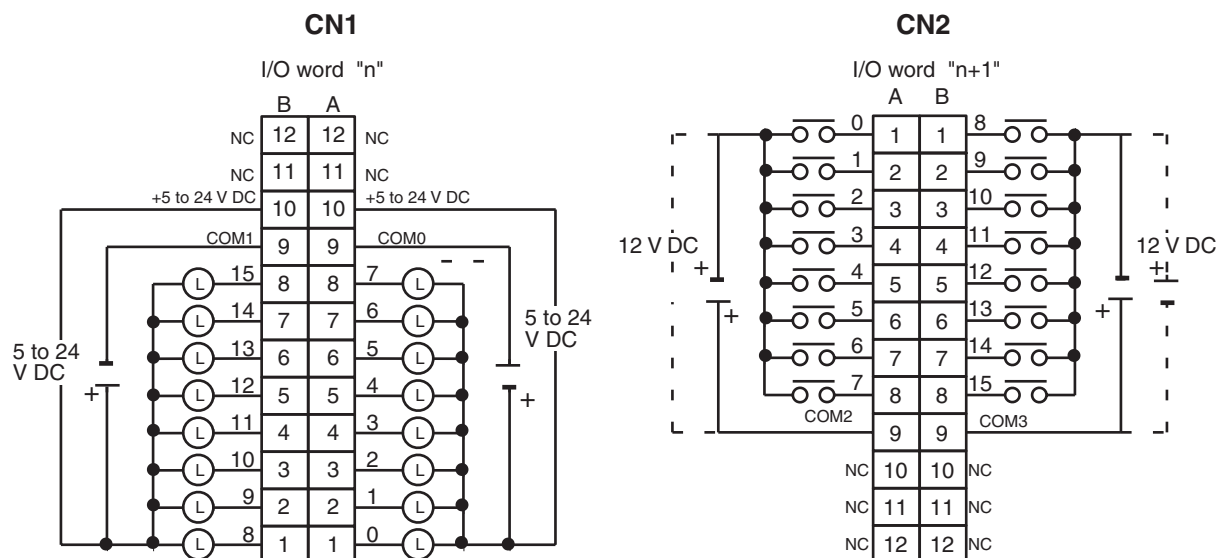 CN1
I/O word "n"
B A
NC 12 12 NC
NC 11 11 NC
+5 to 24 V DC 10 10 +5 to 24 V DC
COM1 9 9 COM0
L 15 8 8 7 L
L 14 7 7 6 L
L 13 6 6 5 L
L 12 5 5 4 L
L 11 4 4 3 L
L 10 3 3 2 L
L 9 2 2 1 L
L 8 1 1 0 L
5 to 24
V DC
+
5 to 24
V DC
+
CN2
I/O word "n+1"
A B
0 1 1 8
1 2 2 9
2 3 3 10
3 4 4 11
4 5 5 12
5 6 6 13
6 7 7 14
7 8 8 15
COM2 9 9 COM3
NC 10 10 NC
NC 11 11 NC
NC 12 12 NC
12 V DC
+
+
12 V DC
+
+